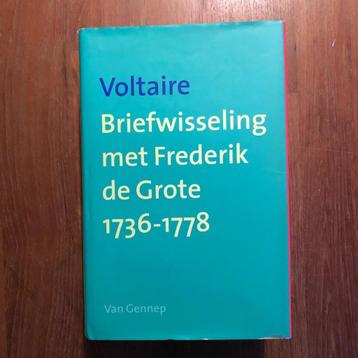 Voltaire
Briefwisseling
met Frederik
de Grote
1736-1778
Van Gennep